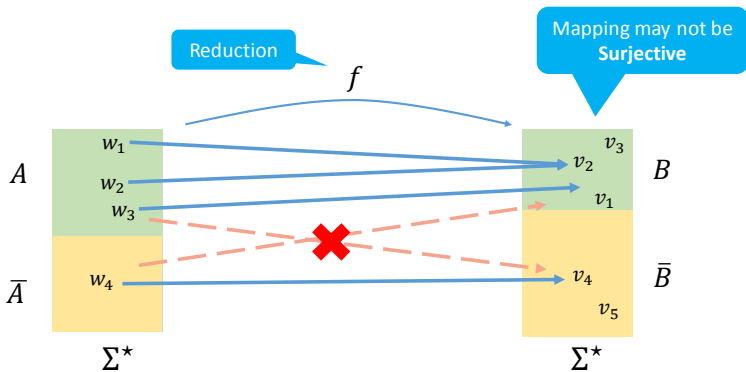 Reduction
Mapping may not be
Surjective
f
A
w₁
w₂
w₃
Ā
w₄
Σ⋆
v₃
v₂
v₁
B
v₄
v₅
B̄
Σ⋆